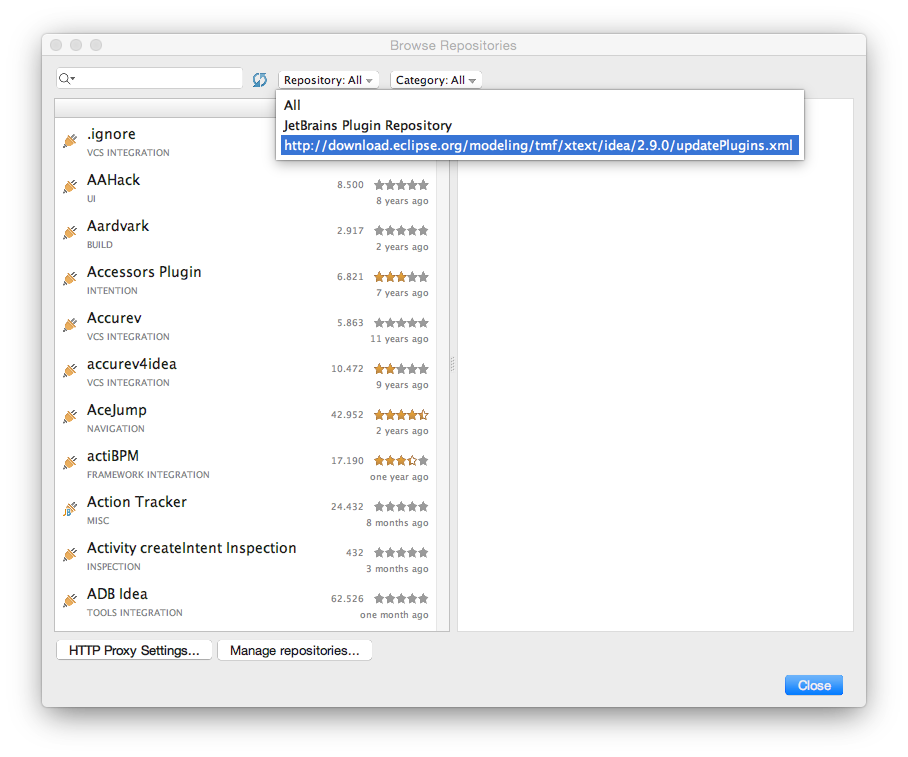 Browse Repositories
Repository: All
Category: All
All
JetBrains Plugin Repository
http://download.eclipse.org/modeling/tmf/xtext/idea/2.9.0/updatePlugins.xml
.ignore
VCS INTEGRATION
AAHack 8.500
UI 8 years ago
Aardvark 2.917
BUILD 2 years ago
Accessors Plugin 6.821
INTENTION 7 years ago
Accurev 5.863
VCS INTEGRATION 11 years ago
accurev4idea 10.472
VCS INTEGRATION 9 years ago
AceJump 42.952
NAVIGATION 2 years ago
actiBPM 17.190
FRAMEWORK INTEGRATION one year ago
Action Tracker 24.432
MISC 8 months ago
Activity createIntent Inspection 432
INSPECTION 3 months ago
ADB Idea 62.526
TOOLS INTEGRATION one month ago
HTTP Proxy Settings... Manage repositories...
Close